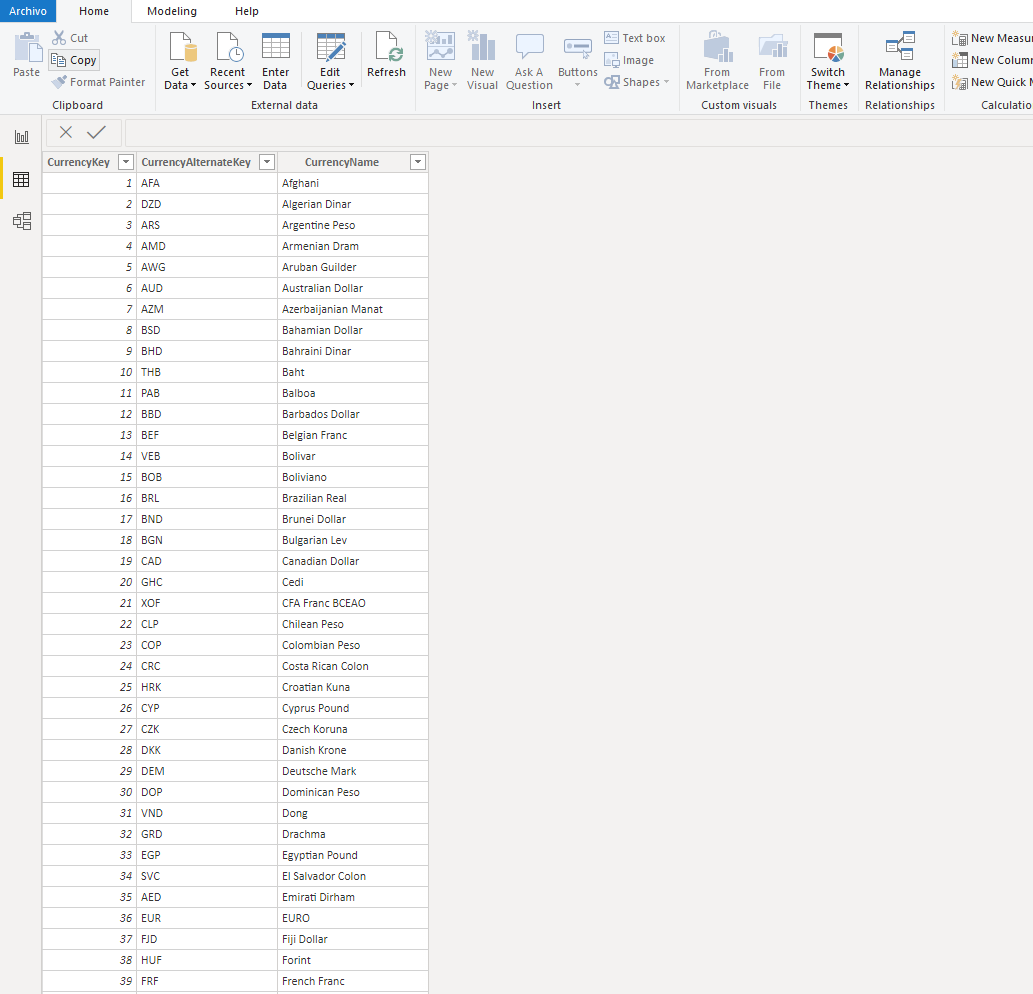 Archivo Home Modeling Help
Paste
Cut
Copy
Format Painter
Clipboard
Get Data
Recent Sources
Enter Data
Edit Queries
Refresh
External data
New Page
New Visual
Ask A Question
Buttons
Text box
Image
Shapes
Insert
From Marketplace
From File
Custom visuals
Switch Theme
Themes
Manage Relationships
Relationships
New Measur
New Column
New Quick M
Calculatio
CurrencyKey CurrencyAlternateKey CurrencyName
1 AFA Afghani
2 DZD Algerian Dinar
3 ARS Argentine Peso
4 AMD Armenian Dram
5 AWG Aruban Guilder
6 AUD Australian Dollar
7 AZM Azerbaijanian Manat
8 BSD Bahamian Dollar
9 BHD Bahraini Dinar
10 THB Baht
11 PAB Balboa
12 BBD Barbados Dollar
13 BEF Belgian Franc
14 VEB Bolivar
15 BOB Boliviano
16 BRL Brazilian Real
17 BND Brunei Dollar
18 BGN Bulgarian Lev
19 CAD Canadian Dollar
20 GHC Cedi
21 XOF CFA Franc BCEAO
22 CLP Chilean Peso
23 COP Colombian Peso
24 CRC Costa Rican Colon
25 HRK Croatian Kuna
26 CYP Cyprus Pound
27 CZK Czech Koruna
28 DKK Danish Krone
29 DEM Deutsche Mark
30 DOP Dominican Peso
31 VND Dong
32 GRD Drachma
33 EGP Egyptian Pound
34 SVC El Salvador Colon
35 AED Emirati Dirham
36 EUR EURO
37 FJD Fiji Dollar
38 HUF Forint
39 FRF French Franc